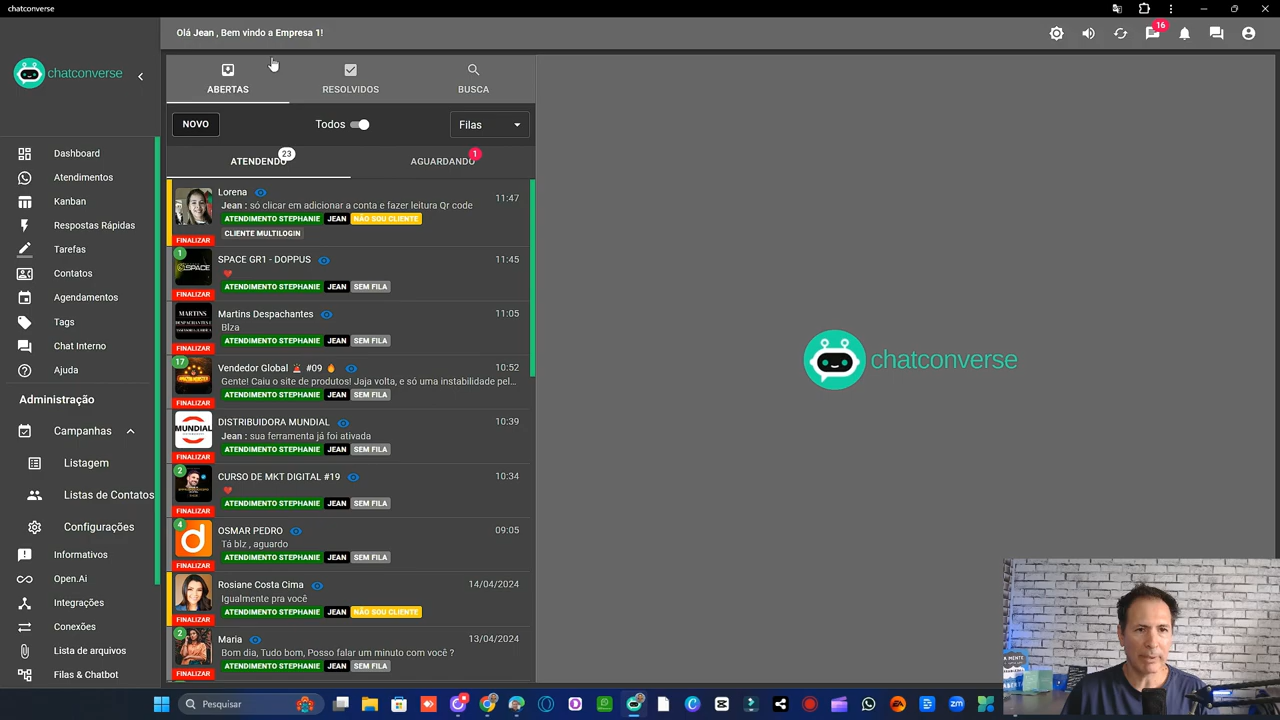 chatconverse
Olá Jean , Bem vindo a Empresa 1!
16
chatconverse
ABERTAS
RESOLVIDOS
BUSCA
NOVO
Todos
Filas
ATENDENDO
23
AGUARDANDO
1
Dashboard
Atendimentos
Kanban
Respostas Rápidas
Tarefas
Contatos
Agendamentos
Tags
Chat Interno
Ajuda
Administração
Campanhas
Listagem
Listas de Contatos
Configurações
Informativos
Open.Ai
Integrações
Conexões
Lista de arquivos
Filas & Chatbot
Lorena
11:47
Jean : só clicar em adicionar a conta e fazer leitura Qr code
ATENDIMENTO STEPHANIE JEAN NÃO SOU CLIENTE
CLIENTE MULTILOGIN
FINALIZAR
1
SPACE GR1 - DOPPUS
11:45
❤️
ATENDIMENTO STEPHANIE JEAN SEM FILA
FINALIZAR
MARTINS
Martins Despachantes
11:05
Blza
ATENDIMENTO STEPHANIE JEAN SEM FILA
FINALIZAR
17
Vendedor Global 🚨 #09 🔥
10:52
Gente! Caiu o site de produtos! Jaja volta, e só uma instabilidade pel...
ATENDIMENTO STEPHANIE JEAN SEM FILA
FINALIZAR
MUNDIAL
DISTRIBUIDORA MUNDIAL
10:39
Jean : sua ferramenta já foi ativada
ATENDIMENTO STEPHANIE JEAN SEM FILA
FINALIZAR
2
CURSO DE MKT DIGITAL #19
10:34
❤️
ATENDIMENTO STEPHANIE JEAN SEM FILA
FINALIZAR
4
OSMAR PEDRO
09:05
Tá blz , aguardo
ATENDIMENTO STEPHANIE JEAN SEM FILA
FINALIZAR
Rosiane Costa Cima
14/04/2024
Igualmente pra você
ATENDIMENTO STEPHANIE JEAN NÃO SOU CLIENTE
FINALIZAR
2
Maria
13/04/2024
Bom dia, Tudo bom, Posso falar um minuto com você ?
ATENDIMENTO STEPHANIE JEAN SEM FILA
FINALIZAR
chatconverse
Pesquisar
zm